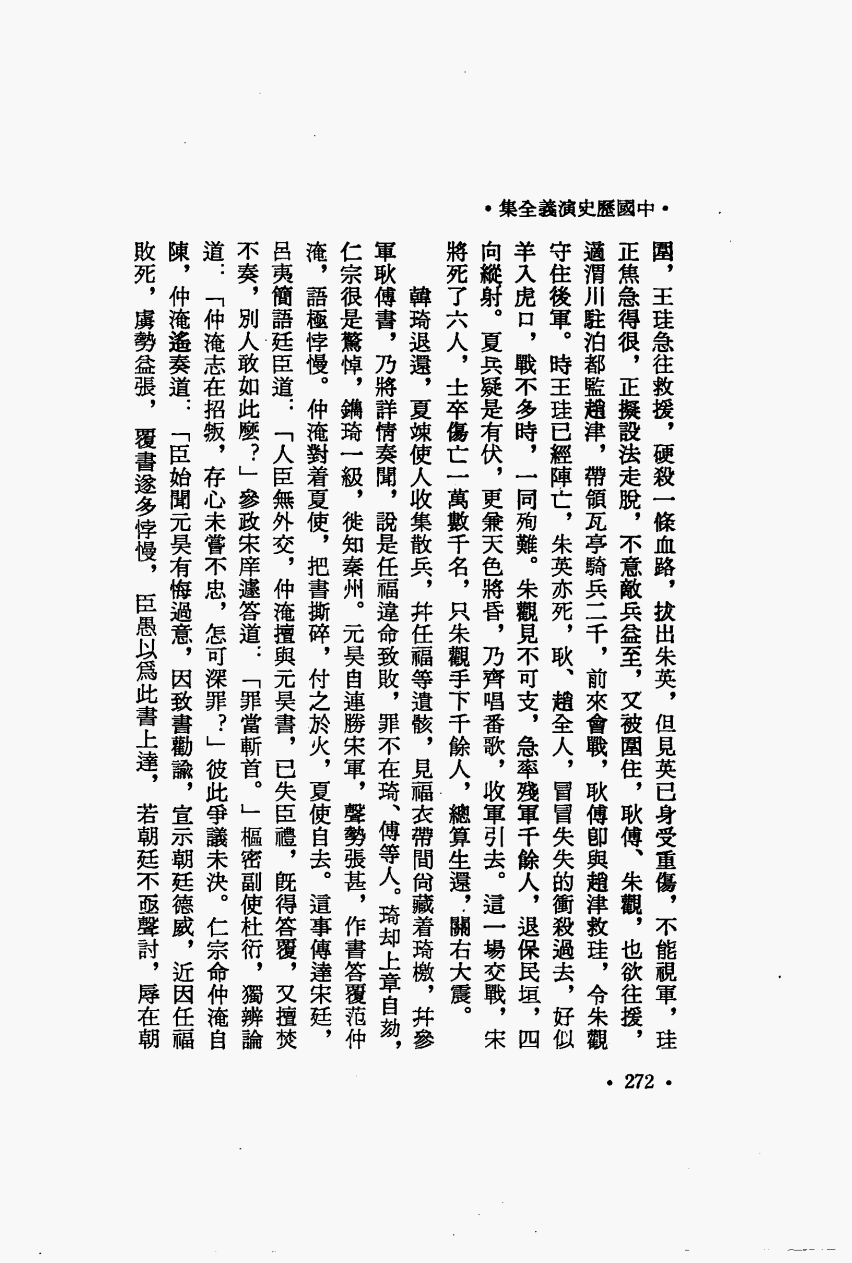 •中國歷史演義全集•
圍，王珪急往救援，硬殺一條血路，拔出朱英，但見英已身受重傷，不能視軍，珪
正焦急得很，正擬設法走脫，不意敵兵益至，又被圍住，耿傅、朱觀，也欲往援，
適渭川駐泊都監趙津，帶領瓦亭騎兵二千，前來會戰，耿傅卽與趙津救珪，令朱觀
守住後軍。時王珪已經陣亡，朱英亦死，耿、趙全人，冒冒失失的衝殺過去，好似
羊入虎口，戰不多時，一同殉難。朱觀見不可支，急率殘軍千餘人，退保民垣，四
向縱射。夏兵疑是有伏，更兼天色將昏，乃齊唱番歌，收軍引去。這一場交戰，宋
將死了六人，士卒傷亡一萬數千名，只朱觀手下千餘人，總算生還，關右大震。
韓琦退還，夏竦使人收集散兵，幷任福等遺骸，見福衣帶間尙藏着琦檄，幷參
軍耿傅書，乃將詳情奏聞，說是任福違命致敗，罪不在琦、傅等人。琦却上章自劾，
仁宗很是驚悼，鐫琦一級，徙知秦州。元昊自連勝宋軍，聲勢張甚，作書答覆范仲
淹，語極悖慢。仲淹對着夏使，把書撕碎，付之於火，夏使自去。這事傳達宋廷，
呂夷簡語廷臣道：「人臣無外交，仲淹擅與元昊書，已失臣禮，旣得答覆，又擅焚
不奏，別人敢如此麼？」參政宋庠遽答道：「罪當斬首。」樞密副使杜衍，獨辨論
道：「仲淹志在招叛，存心未嘗不忠，怎可深罪？」彼此爭議未決。仁宗命仲淹自
陳，仲淹遙奏道：「臣始聞元昊有悔過意，因致書勸諭，宣示朝廷德威，近因任福
敗死，虜勢益張，覆書遂多悖慢，臣愚以爲此書上達，若朝廷不亟聲討，辱在朝
•272•